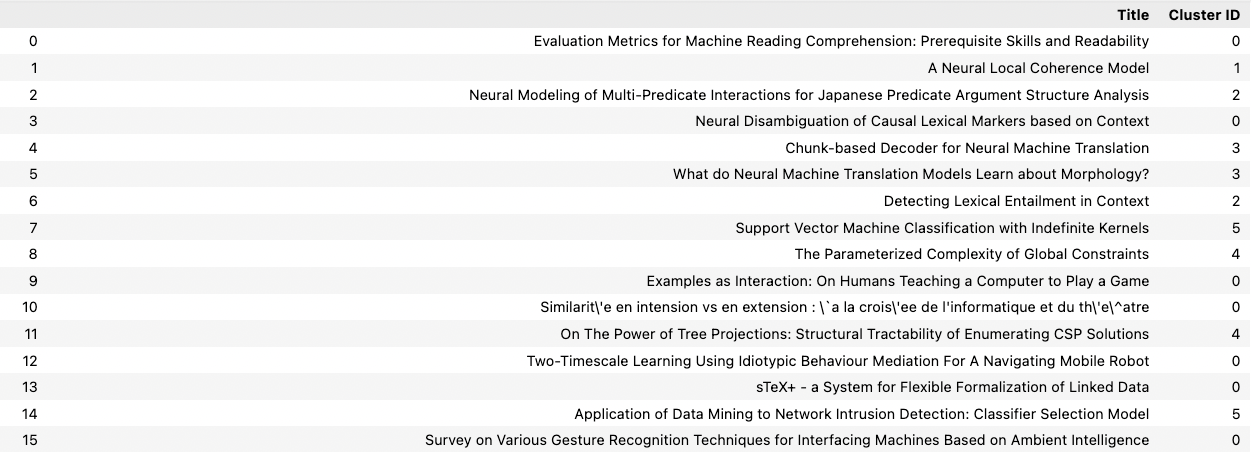 Title Cluster ID
0 Evaluation Metrics for Machine Reading Comprehension: Prerequisite Skills and Readability 0
1 A Neural Local Coherence Model 1
2 Neural Modeling of Multi-Predicate Interactions for Japanese Predicate Argument Structure Analysis 2
3 Neural Disambiguation of Causal Lexical Markers based on Context 0
4 Chunk-based Decoder for Neural Machine Translation 3
5 What do Neural Machine Translation Models Learn about Morphology? 3
6 Detecting Lexical Entailment in Context 2
7 Support Vector Machine Classification with Indefinite Kernels 5
8 The Parameterized Complexity of Global Constraints 4
9 Examples as Interaction: On Humans Teaching a Computer to Play a Game 0
10 Similarit\'e en intension vs en extension : \`a la crois\'ee de l'informatique et du th\'e\^atre 0
11 On The Power of Tree Projections: Structural Tractability of Enumerating CSP Solutions 4
12 Two-Timescale Learning Using Idiotypic Behaviour Mediation For A Navigating Mobile Robot 0
13 sTeX+ - a System for Flexible Formalization of Linked Data 0
14 Application of Data Mining to Network Intrusion Detection: Classifier Selection Model 5
15 Survey on Various Gesture Recognition Techniques for Interfacing Machines Based on Ambient Intelligence 0